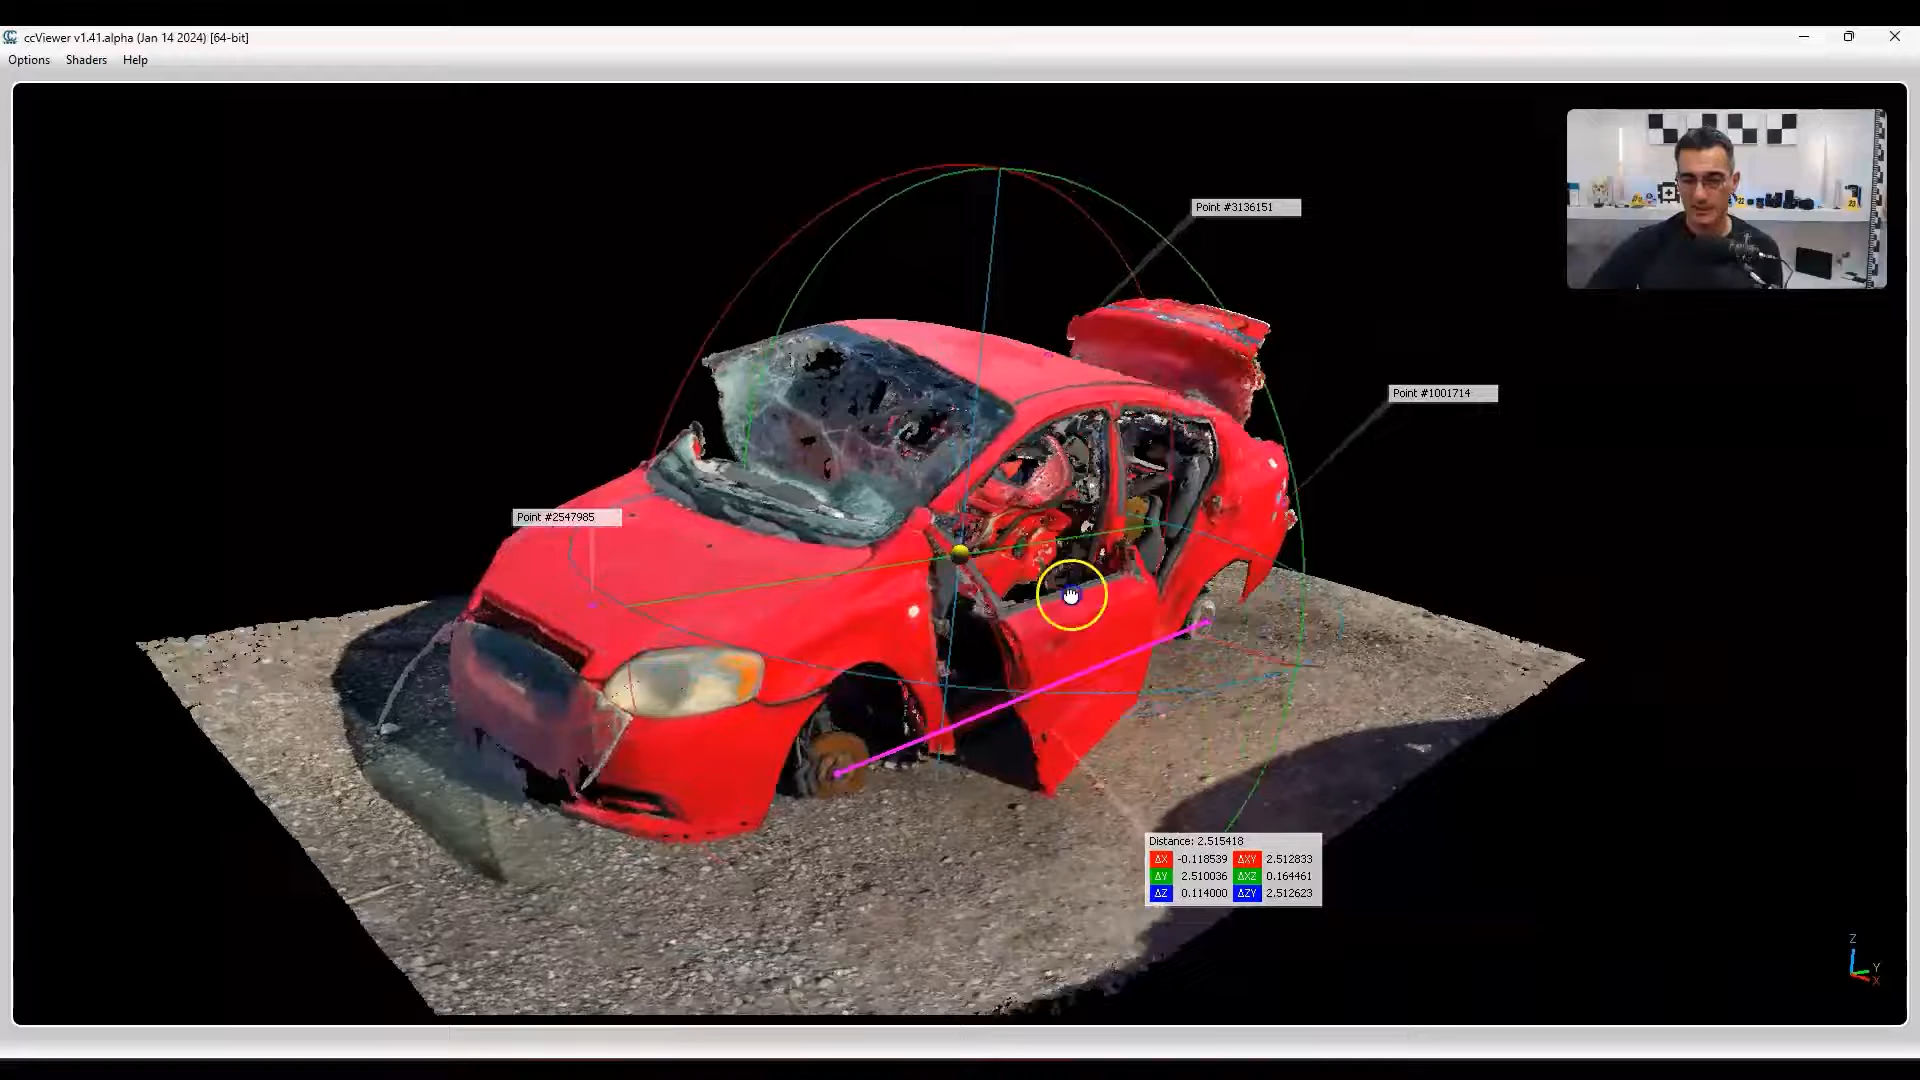 ccViewer v1.41.alpha (Jan 14 2024) [64-bit]
Options Shaders Help
Point #3136151
Point #1001714
Point #2547985
Distance: 2.515418
ΔX -0.118539 ΔXY 2.512833
ΔY 2.510036 ΔXZ 0.164461
ΔZ 0.114000 ΔZY 2.512623
Z
Y
X